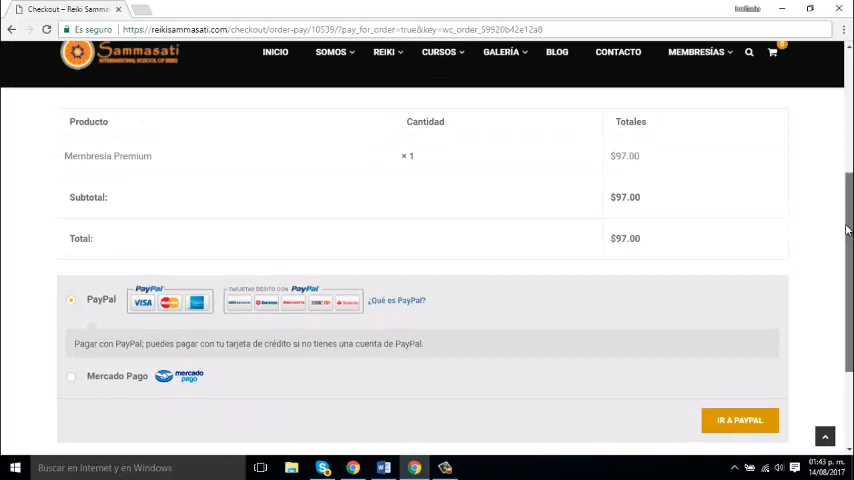 Checkout – Reiki Samma
Es seguro
https://reikisammasati.com/checkout/order-pay/10539/?pay_for_order=true&key=wc_order_59920b42e12a8
Sammasati
INTERNATIONAL SCHOOL OF REIKI
INICIO SOMOS REIKI CURSOS GALERÍA BLOG CONTACTO MEMBRESÍAS 0
Producto Cantidad Totales
Membresía Premium × 1 $97.00
Subtotal: $97.00
Total: $97.00
PayPal PayPal VISA TARJETAS DEBITO CON PayPal ¿Qué es PayPal?
Pagar con PayPal; puedes pagar con tu tarjeta de crédito si no tienes una cuenta de PayPal.
Mercado Pago mercado pago
IR A PAYPAL
Buscar en Internet y en Windows
01:43 p. m.
14/08/2017